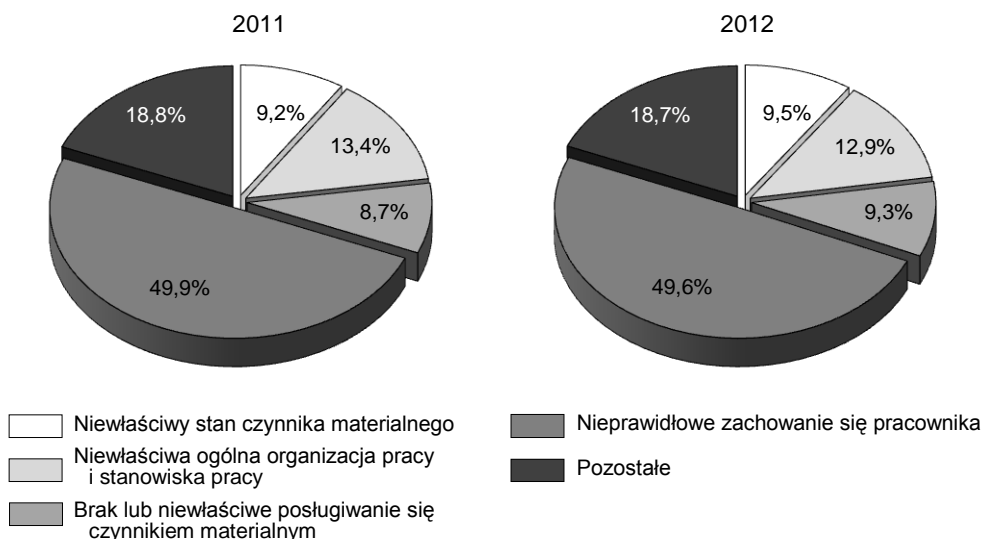 2011
2012
18,8%
9,2%
13,4%
8,7%
49,9%
18,7%
9,5%
12,9%
9,3%
49,6%
Niewłaściwy stan czynnika materialnego
Niewłaściwa ogólna organizacja pracy
i stanowiska pracy
Brak lub niewłaściwe posługiwanie się
czynnikiem materialnym
Nieprawidłowe zachowanie się pracownika
Pozostałe